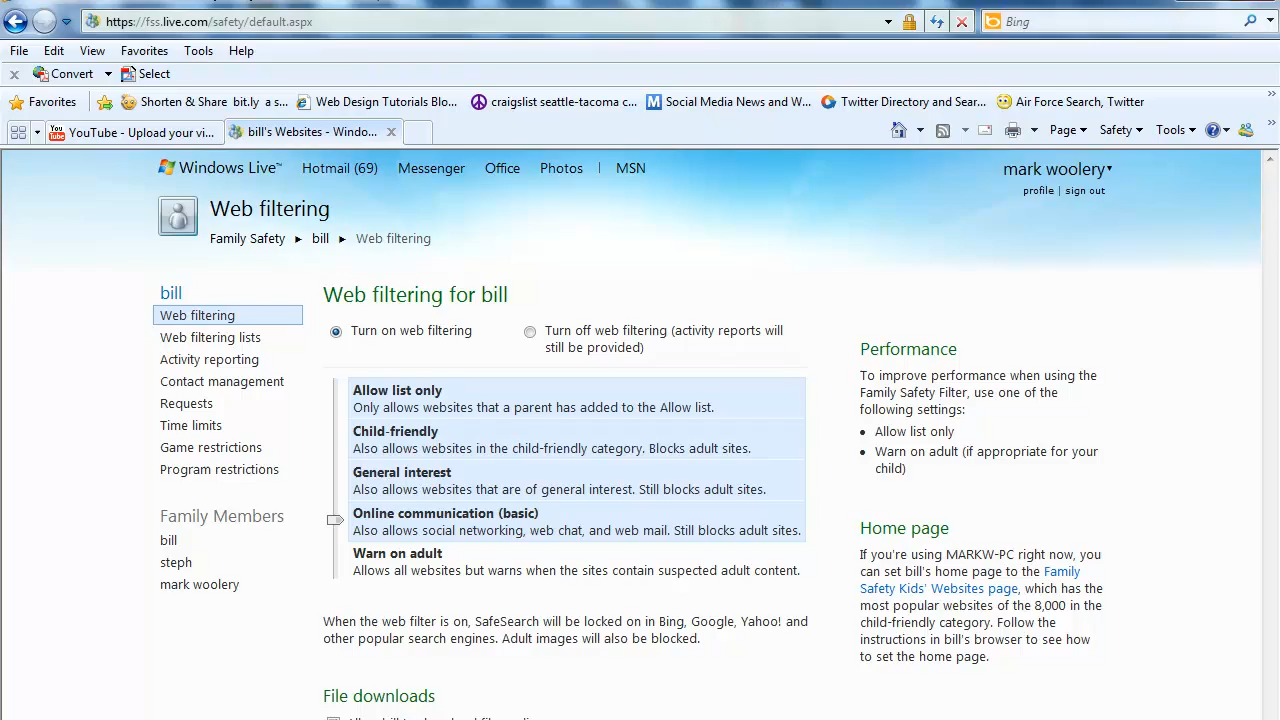 https://fss.live.com/safety/default.aspx
Bing
File Edit View Favorites Tools Help
Convert Select
Favorites Shorten & Share bit.ly a s... Web Design Tutorials Blo... craigslist seattle-tacoma c... Social Media News and W... Twitter Directory and Sear... Air Force Search, Twitter
YouTube - Upload your vi... bill's Websites - Windo... Page Safety Tools
Windows Live™ Hotmail (69) Messenger Office Photos | MSN
mark woolery
profile | sign out
Web filtering
Family Safety ► bill ► Web filtering
bill
Web filtering
Web filtering lists
Activity reporting
Contact management
Requests
Time limits
Game restrictions
Program restrictions
Family Members
bill
steph
mark woolery
Web filtering for bill
Turn on web filtering
Turn off web filtering (activity reports will
still be provided)
Allow list only
Only allows websites that a parent has added to the Allow list.
Child-friendly
Also allows websites in the child-friendly category. Blocks adult sites.
General interest
Also allows websites that are of general interest. Still blocks adult sites.
Online communication (basic)
Also allows social networking, web chat, and web mail. Still blocks adult sites.
Warn on adult
Allows all websites but warns when the sites contain suspected adult content.
When the web filter is on, SafeSearch will be locked on in Bing, Google, Yahoo! and
other popular search engines. Adult images will also be blocked.
File downloads
Performance
To improve performance when using the
Family Safety Filter, use one of the
following settings:
• Allow list only
• Warn on adult (if appropriate for your
child)
Home page
If you're using MARKW-PC right now, you
can set bill's home page to the Family
Safety Kids' Websites page, which has the
most popular websites of the 8,000 in the
child-friendly category. Follow the
instructions in bill's browser to see how
to set the home page.